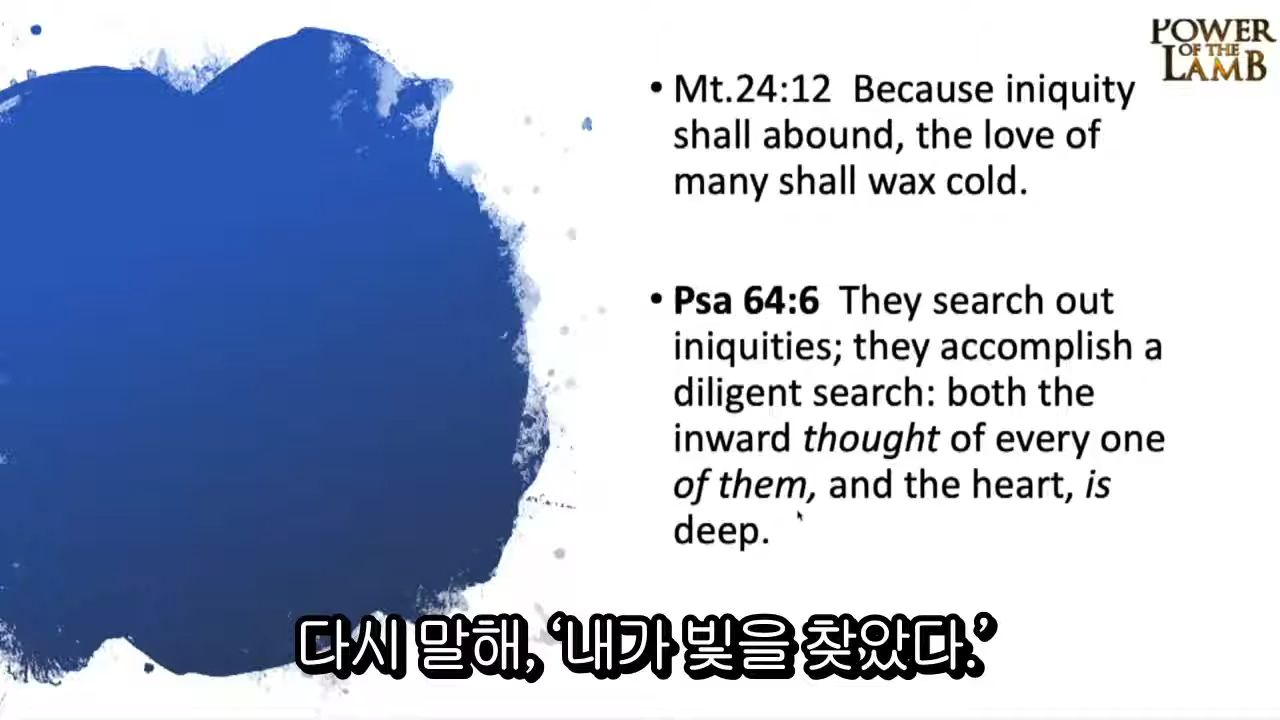 POWER
OF THE
LAMB
• Mt.24:12 Because iniquity
shall abound, the love of
many shall wax cold.
• Psa 64:6 They search out
iniquities; they accomplish a
diligent search: both the
inward thought of every one
of them, and the heart, is
deep.
다시 말해, ‘내가 빛을 찾았다.’